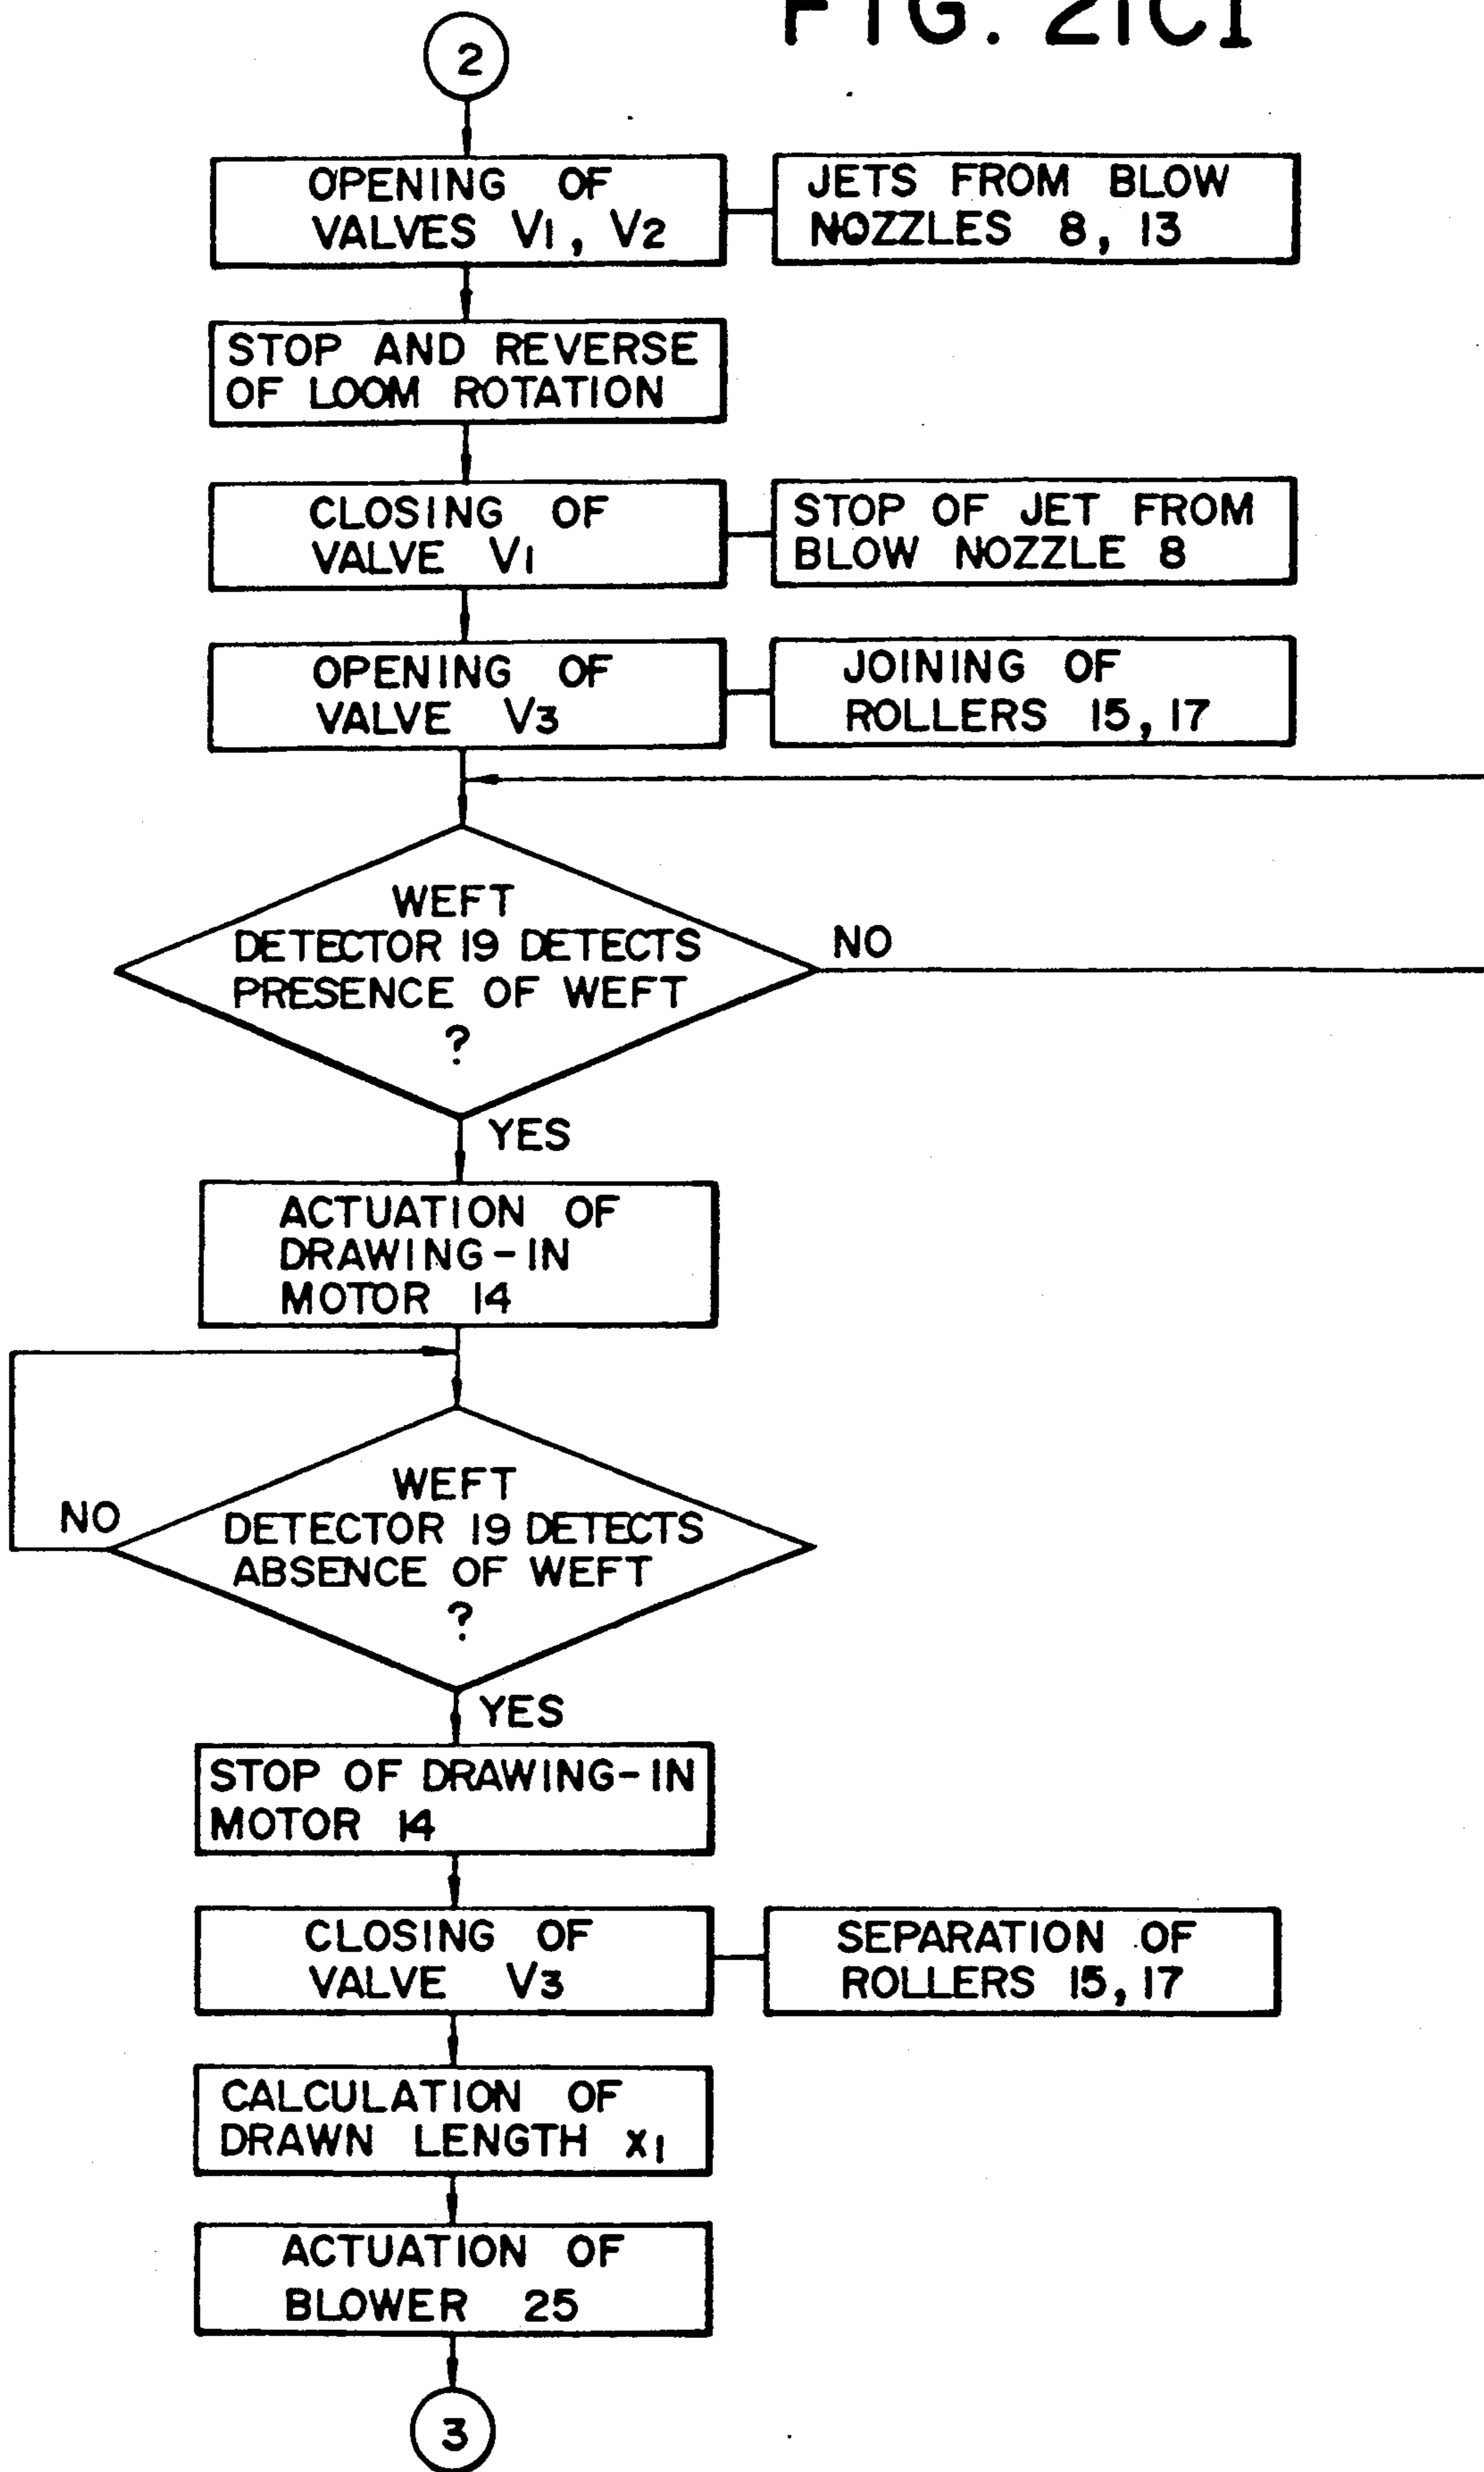 FIG. 21C1
2
OPENING OF
VALVES V1, V2
JETS FROM BLOW
NOZZLES 8, 13
STOP AND REVERSE
OF LOOM ROTATION
CLOSING OF
VALVE V1
STOP OF JET FROM
BLOW NOZZLE 8
OPENING OF
VALVE V3
JOINING OF
ROLLERS 15, 17
WEFT
DETECTOR 19 DETECTS
PRESENCE OF WEFT
?
NO
YES
ACTUATION OF
DRAWING-IN
MOTOR 14
WEFT
DETECTOR 19 DETECTS
ABSENCE OF WEFT
?
NO
YES
STOP OF DRAWING-IN
MOTOR 14
CLOSING OF
VALVE V3
SEPARATION OF
ROLLERS 15, 17
CALCULATION OF
DRAWN LENGTH x1
ACTUATION OF
BLOWER 25
3